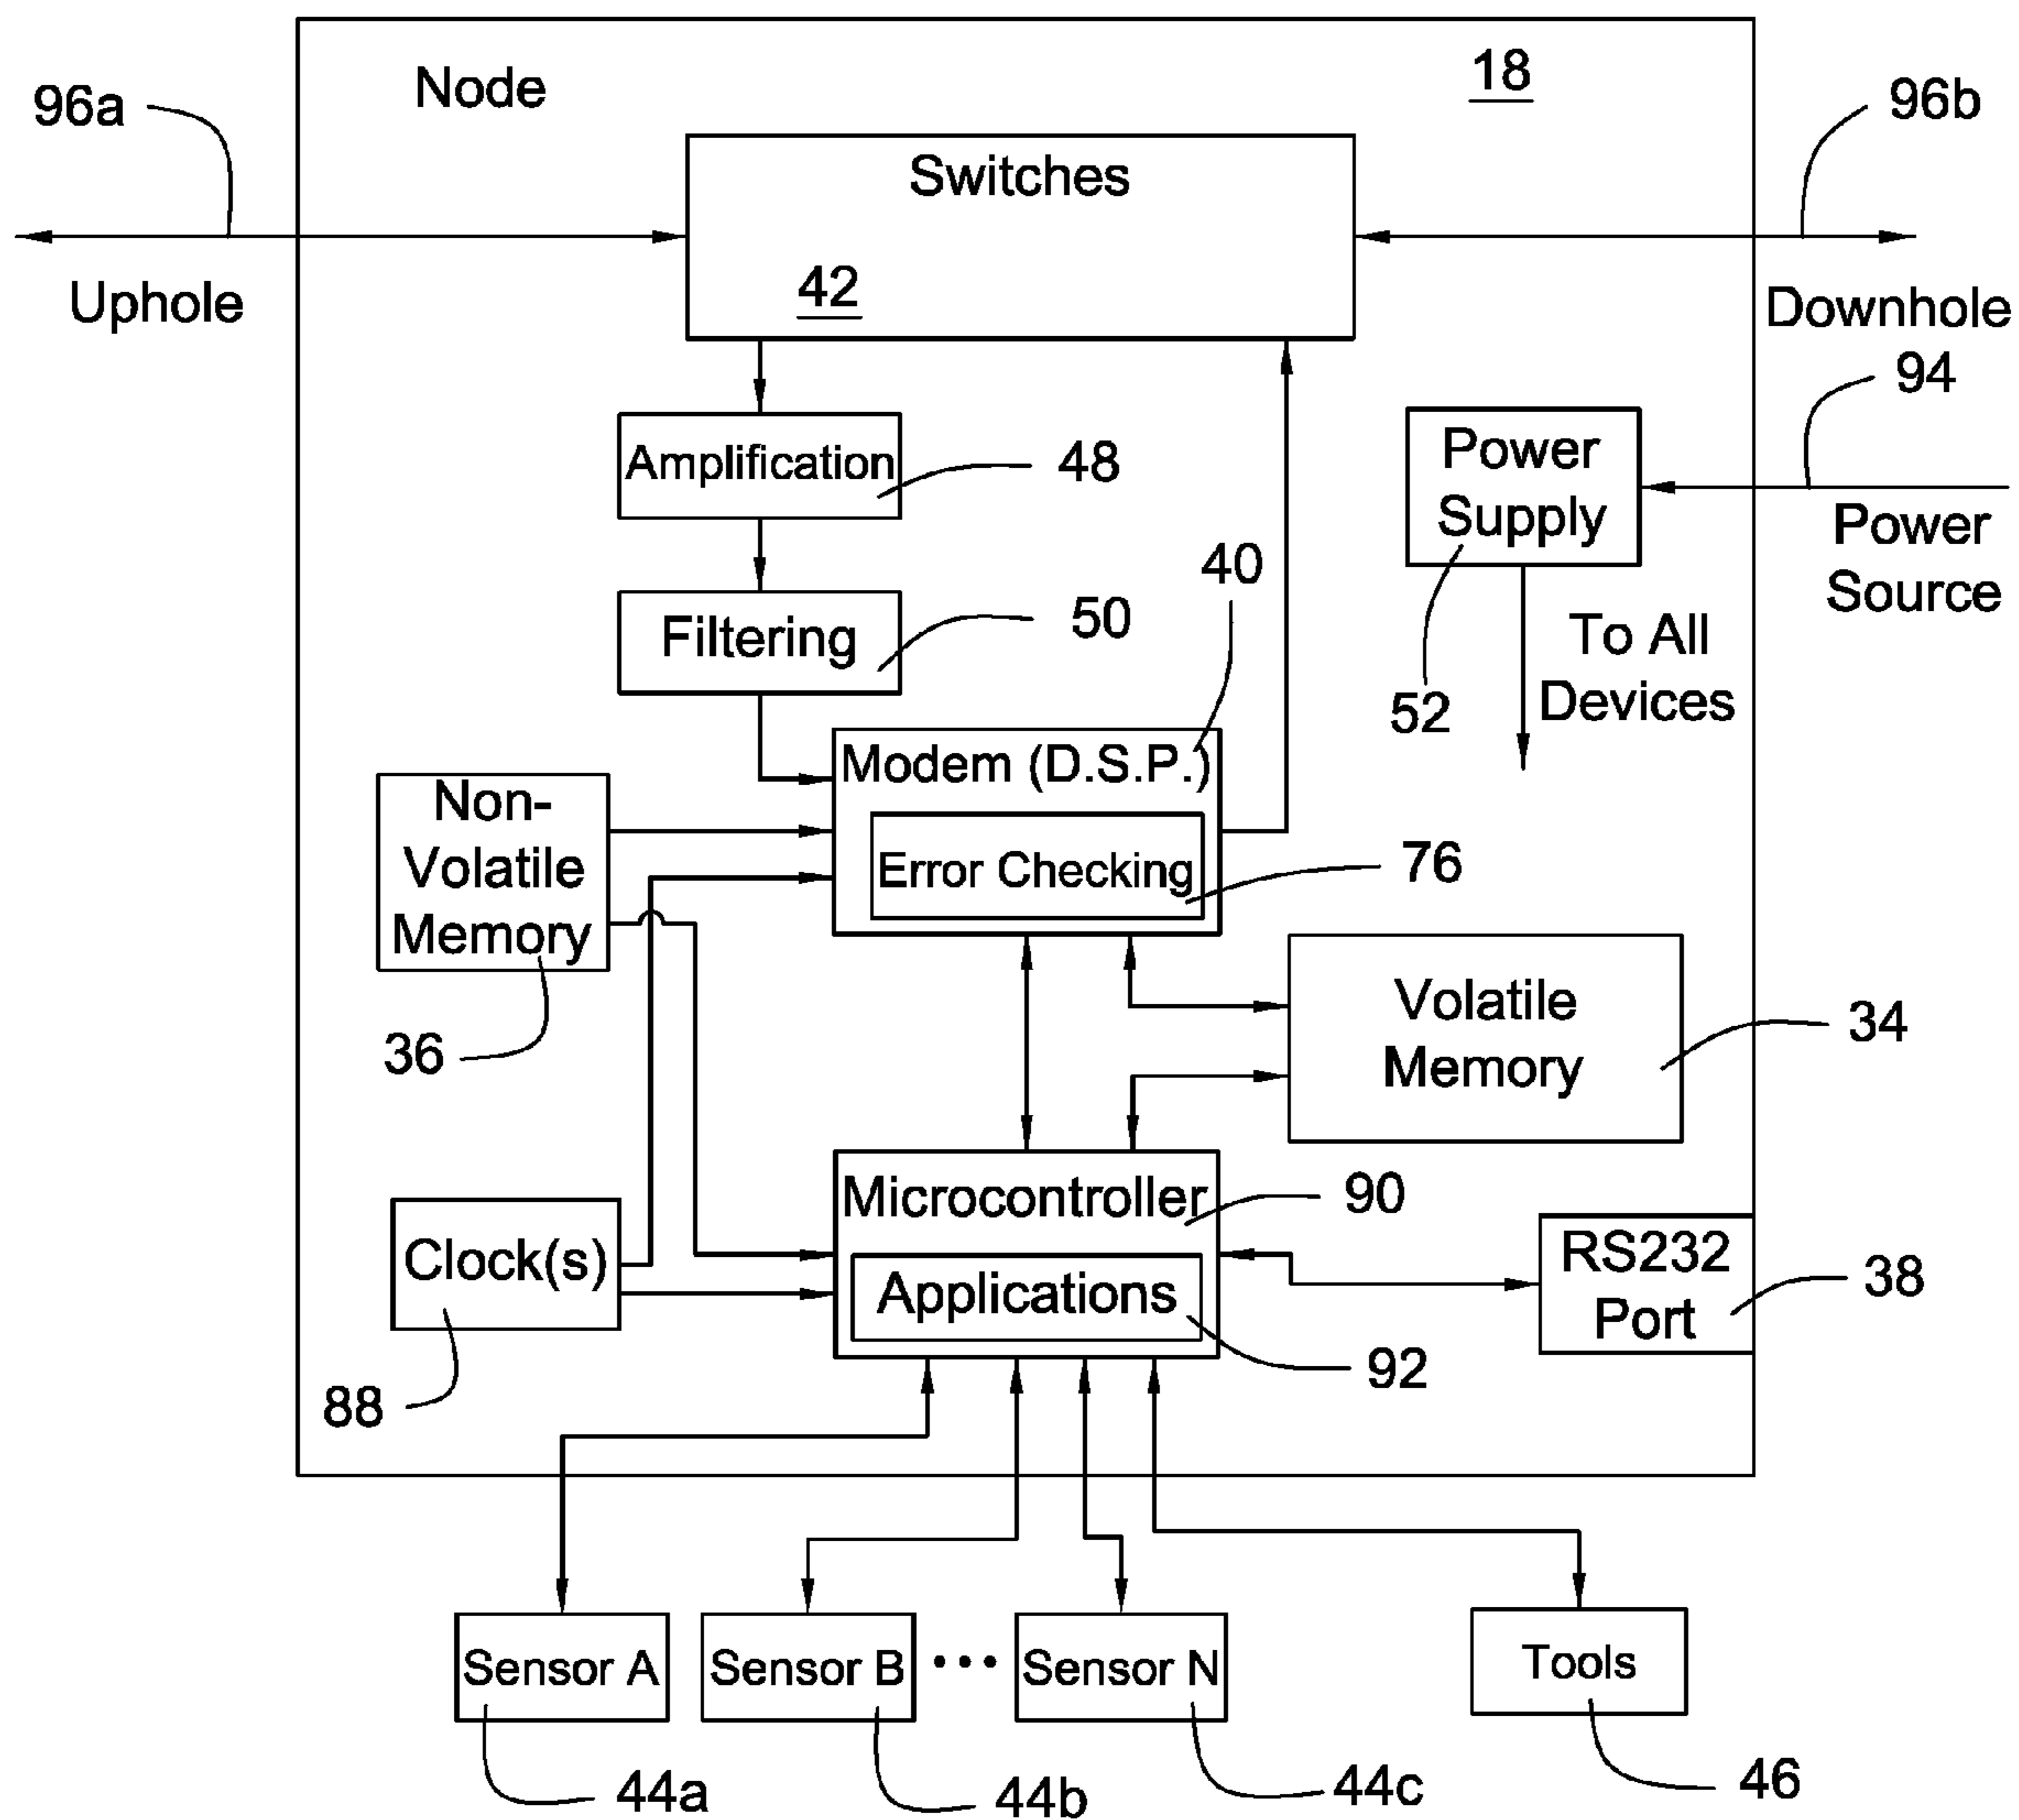 Node
18
96a
96b
Switches
42
Uphole
Downhole
94
Amplification
48
Power
Supply
Power
Source
40
Filtering
50
To All
Devices
52
Modem (D.S.P.)
Non-
Volatile
Memory
Error Checking
76
36
Volatile
Memory
34
Microcontroller
90
Clock(s)
Applications
RS232
Port
38
92
88
Sensor A
Sensor B
•••
Sensor N
Tools
44a
44b
44c
46